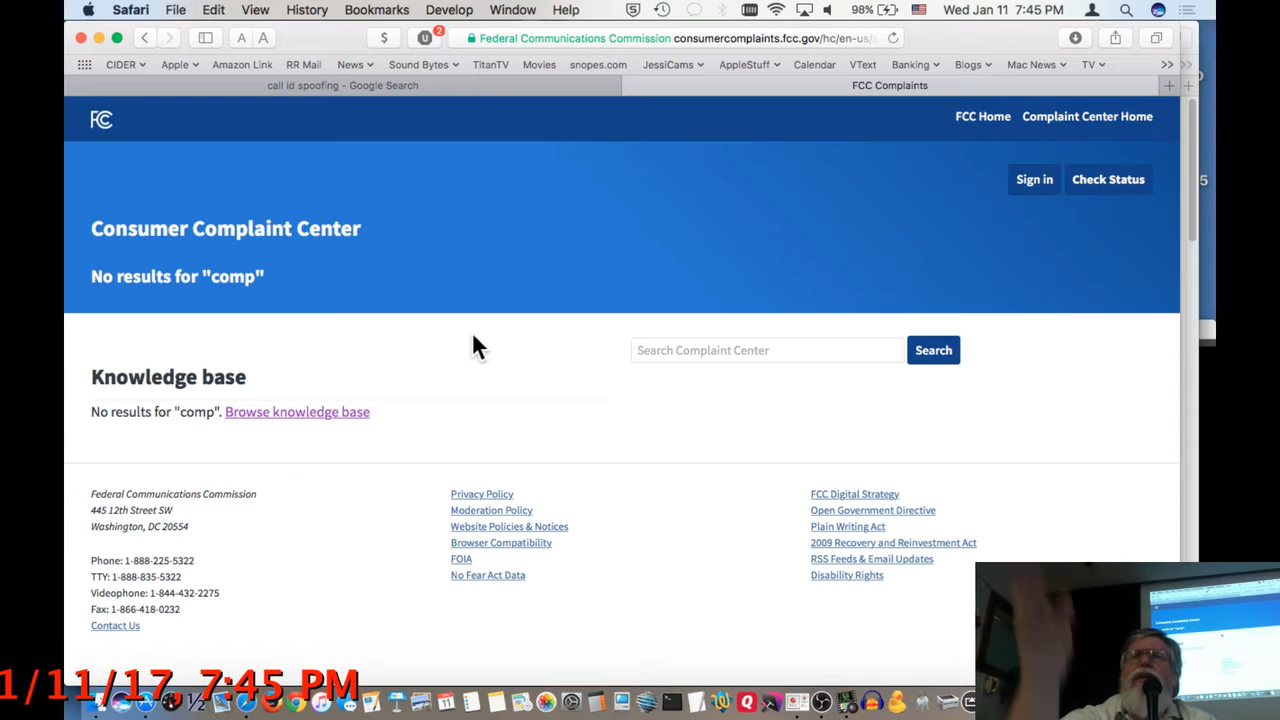 Safari File Edit View History Bookmarks Develop Window Help 98% Wed Jan 11 7:45 PM
A A $ 2 Federal Communications Commission consumercomplaints.fcc.gov/hc/en-us/
CIDER Apple Amazon Link RR Mail News Sound Bytes TitanTV Movies snopes.com JessiCams AppleStuff Calendar VText Banking Blogs Mac News TV
call id spoofing - Google Search FCC Complaints
FCC FCC Home Complaint Center Home
Sign in Check Status
Consumer Complaint Center
No results for "comp"
Search Complaint Center Search
Knowledge base
No results for "comp". Browse knowledge base
Federal Communications Commission
445 12th Street SW
Washington, DC 20554
Phone: 1-888-225-5322
TTY: 1-888-835-5322
Videophone: 1-844-432-2275
Fax: 1-866-418-0232
Contact Us
Privacy Policy
Moderation Policy
Website Policies & Notices
Browser Compatibility
FOIA
No Fear Act Data
FCC Digital Strategy
Open Government Directive
Plain Writing Act
2009 Recovery and Reinvestment Act
RSS Feeds & Email Updates
Disability Rights
1/11/17 7:45 PM